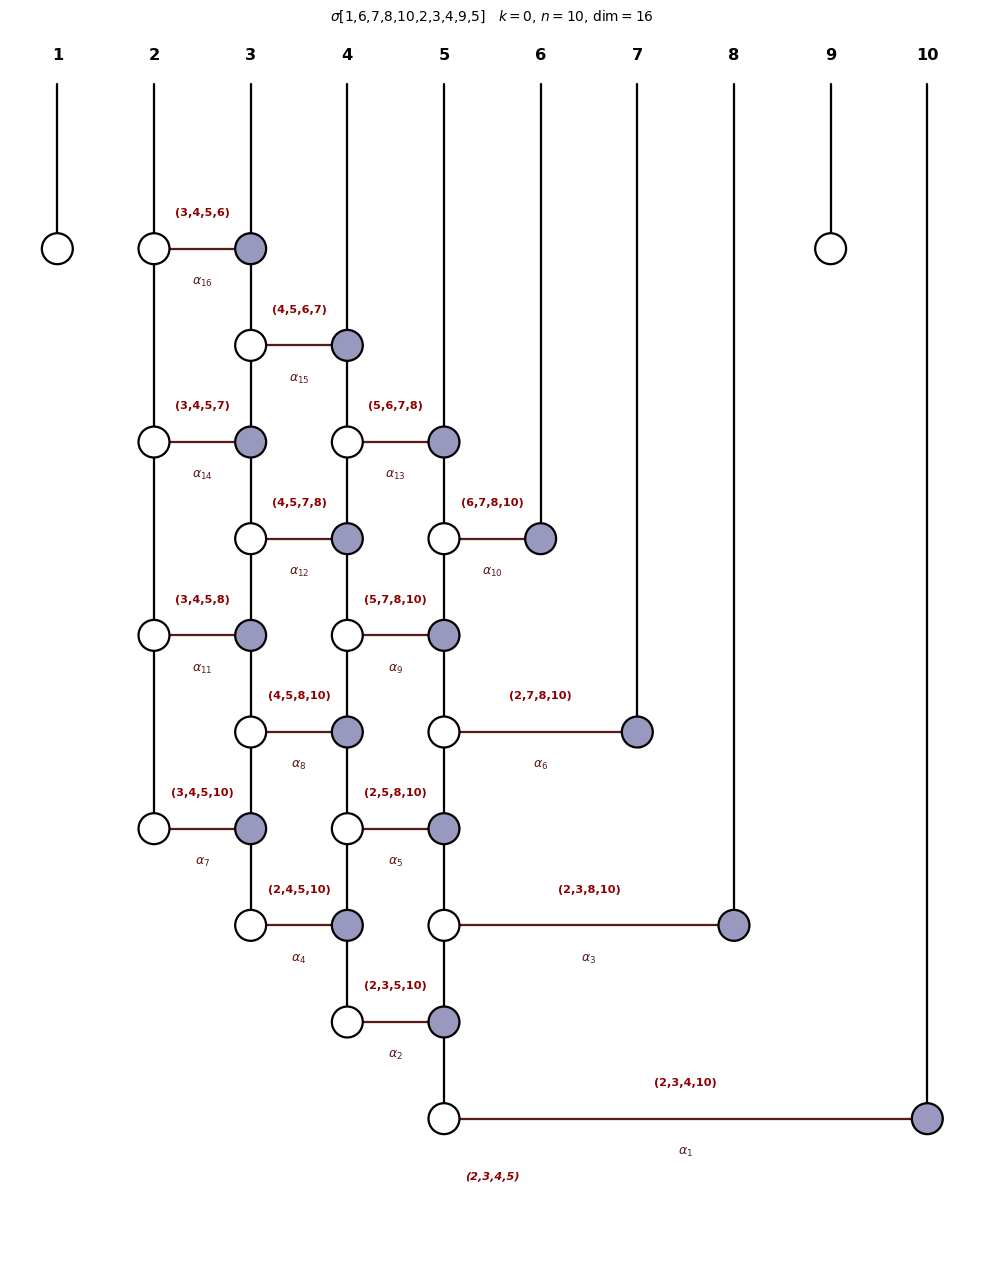 σ[1,6,7,8,10,2,3,4,9,5] k=0, n=10, dim=16
1 2 3 4 5 6 7 8 9 10
(3,4,5,6)
α₁₆
(4,5,6,7)
α₁₅
(3,4,5,7) (5,6,7,8)
α₁₄ α₁₃
(4,5,7,8) (6,7,8,10)
α₁₂ α₁₀
(3,4,5,8) (5,7,8,10)
α₁₁ α₉
(4,5,8,10) (2,7,8,10)
α₈ α₆
(3,4,5,10) (2,5,8,10)
α₇ α₅
(2,4,5,10) (2,3,8,10)
α₄ α₃
(2,3,5,10)
α₂
(2,3,4,10)
α₁
(2,3,4,5)